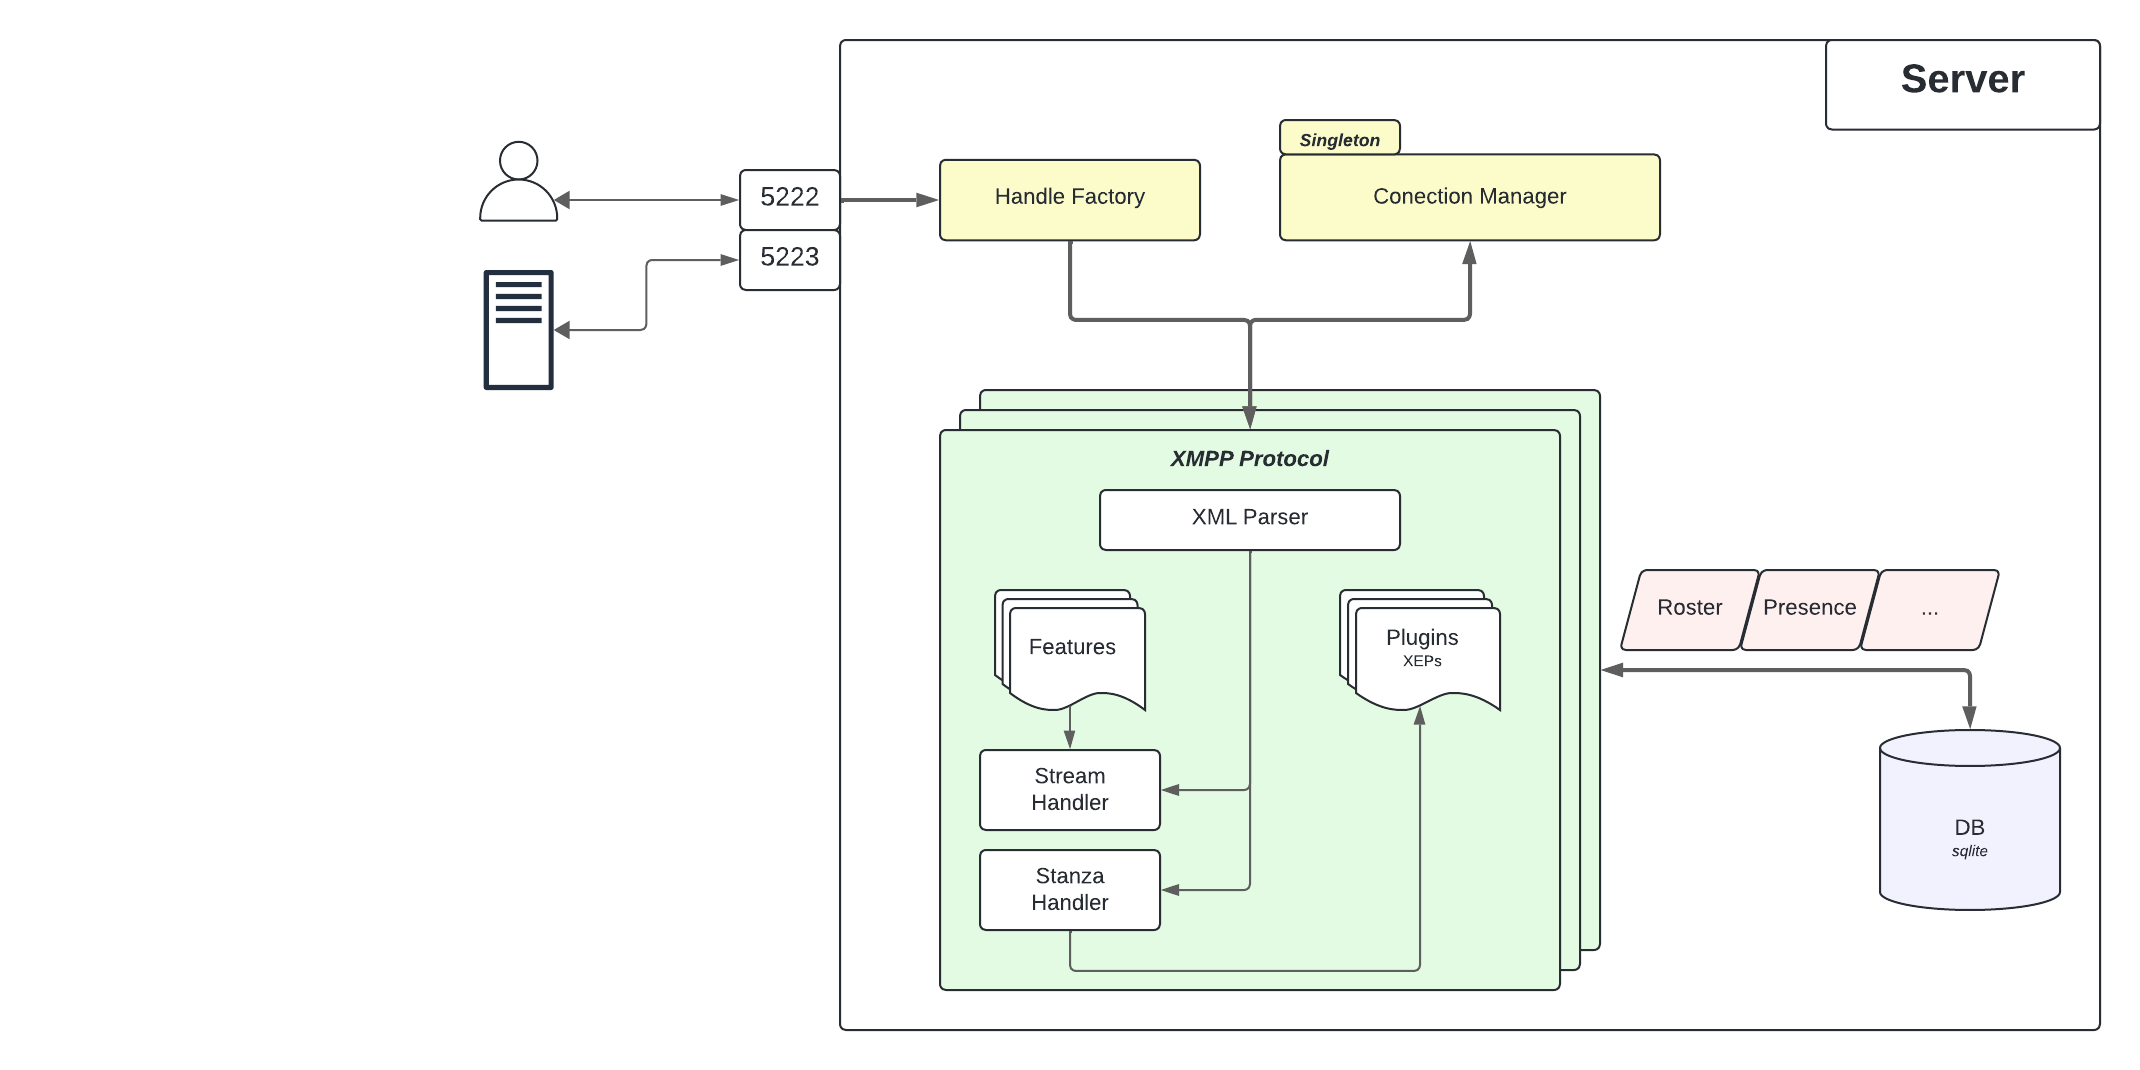 Server
Singleton
5222
Handle Factory
Conection Manager
5223
XMPP Protocol
XML Parser
Features
Plugins
XEPs
Roster
Presence
...
Stream
Handler
Stanza
Handler
DB
sqlite